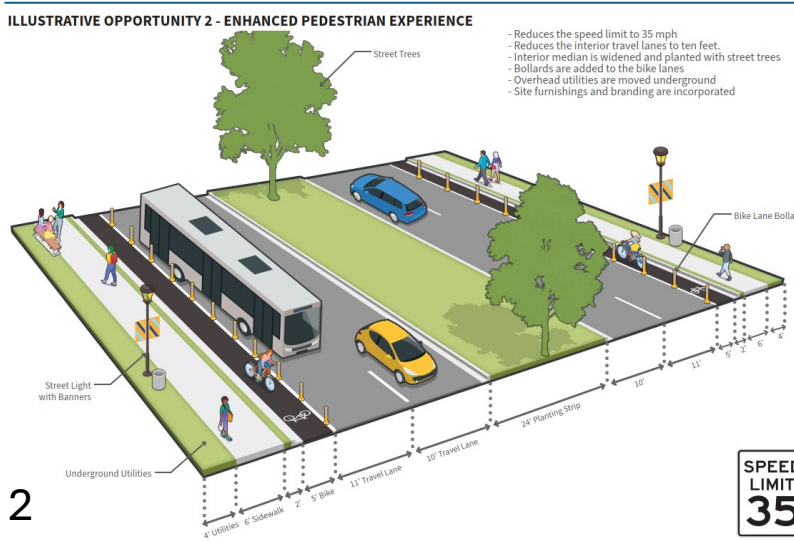 ILLUSTRATIVE OPPORTUNITY 2 - ENHANCED PEDESTRIAN EXPERIENCE
- Reduces the speed limit to 35 mph
- Reduces the interior travel lanes to ten feet.
- Interior median is widened and planted with street trees
- Bollards are added to the bike lanes
- Overhead utilities are moved underground
- Site furnishings and branding are incorporated
Street Trees
Bike Lane Bolla
Street Light
with Banners
Underground Utilities
4' Utilities
6' Sidewalk
2'
5' Bike
11' Travel Lane
10' Travel Lane
24' Planting Strip
10'
11'
5'
2'
6'
4'
SPEED
LIMIT
35
2